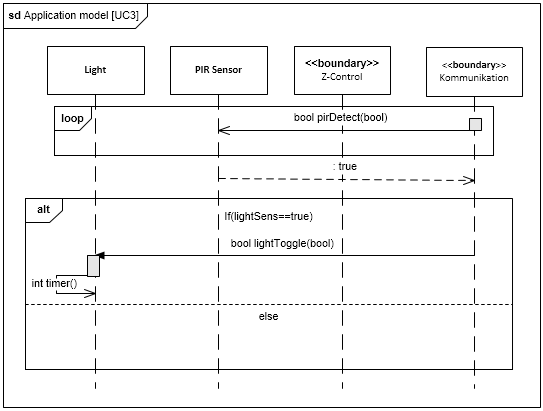 sd Application model [UC3]
Light
PIR Sensor
<<boundary>>
Z-Control
<<boundary>>
Kommunikation
loop
bool pirDetect(bool)
: true
alt
If(lightSens==true)
bool lightToggle(bool)
int timer()
else